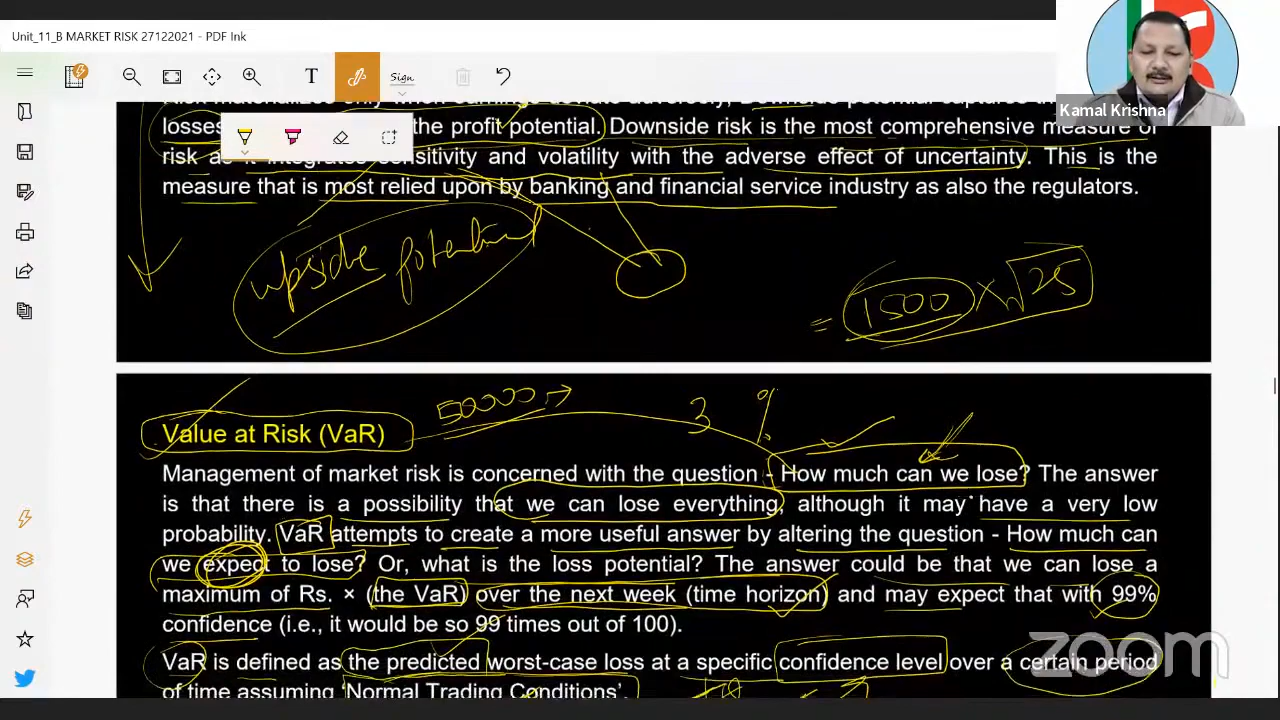 Unit_11_B MARKET RISK 27122021 - PDF Ink
T
Sign
Kamal Krishna
losses the profit potential. Downside risk is the most comprehensive measure of
risk as it integrates sensitivity and volatility with the adverse effect of uncertainty. This is the
measure that is most relied upon by banking and financial service industry as also the regulators.
upside potential
= 1500 × √25
50000 → 3 %
Value at Risk (VaR)
Management of market risk is concerned with the question - How much can we lose? The answer
is that there is a possibility that we can lose everything, although it may have a very low
probability. VaR attempts to create a more useful answer by altering the question - How much can
we expect to lose? Or, what is the loss potential? The answer could be that we can lose a
maximum of Rs. × (the VaR) over the next week (time horizon) and may expect that with 99%
confidence (i.e., it would be so 99 times out of 100).
VaR is defined as the predicted worst-case loss at a specific confidence level over a certain period
of time assuming 'Normal Trading Conditions'.
zoom